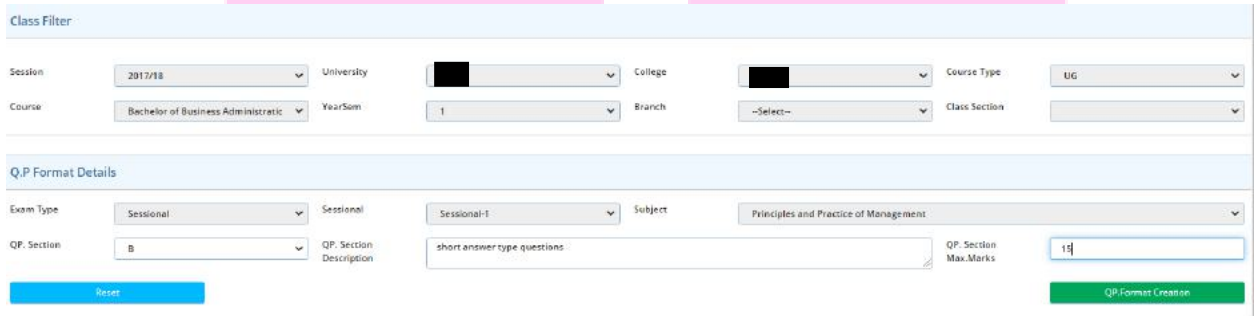 Class Filter
Session 2017/18 University College Course Type UG
Course Bachelor of Business Administratic YearSem 1 Branch --Select-- Class Section
Q.P Format Details
Exam Type Sessional Sessional Sessional-1 Subject Principles and Practice of Management
QP. Section B QP. Section Description short answer type questions QP. Section Max.Marks 15
Reset QP.Format Creation